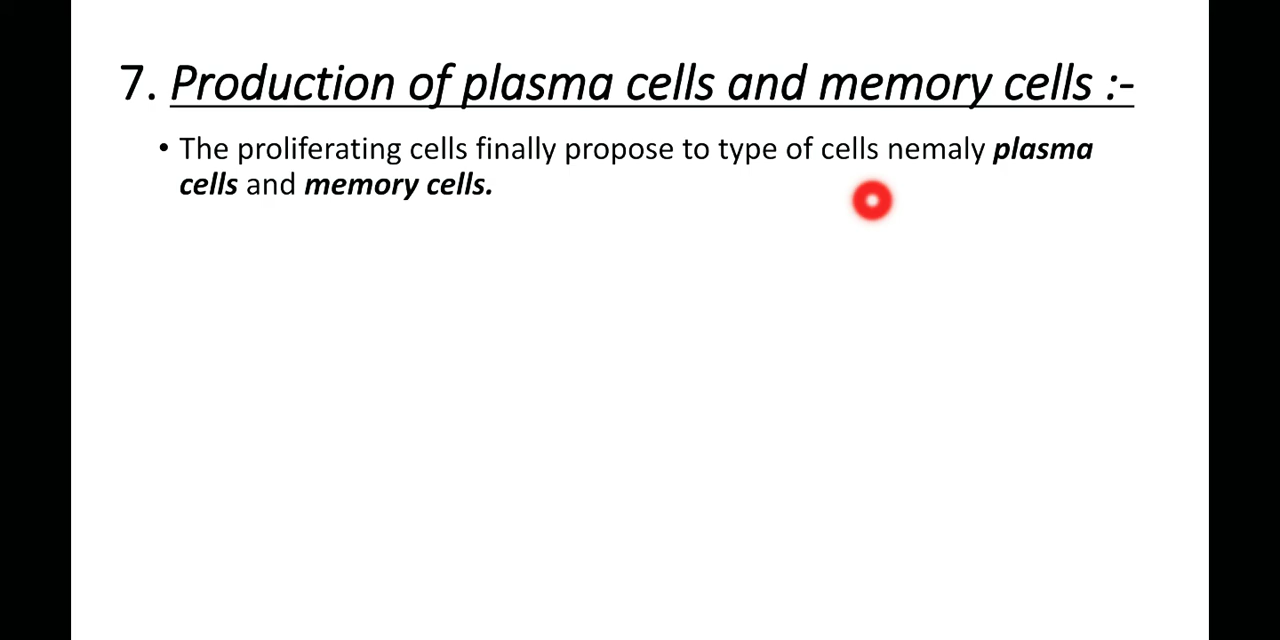 7. Production of plasma cells and memory cells :-
• The proliferating cells finally propose to type of cells nemaly plasma
cells and memory cells.